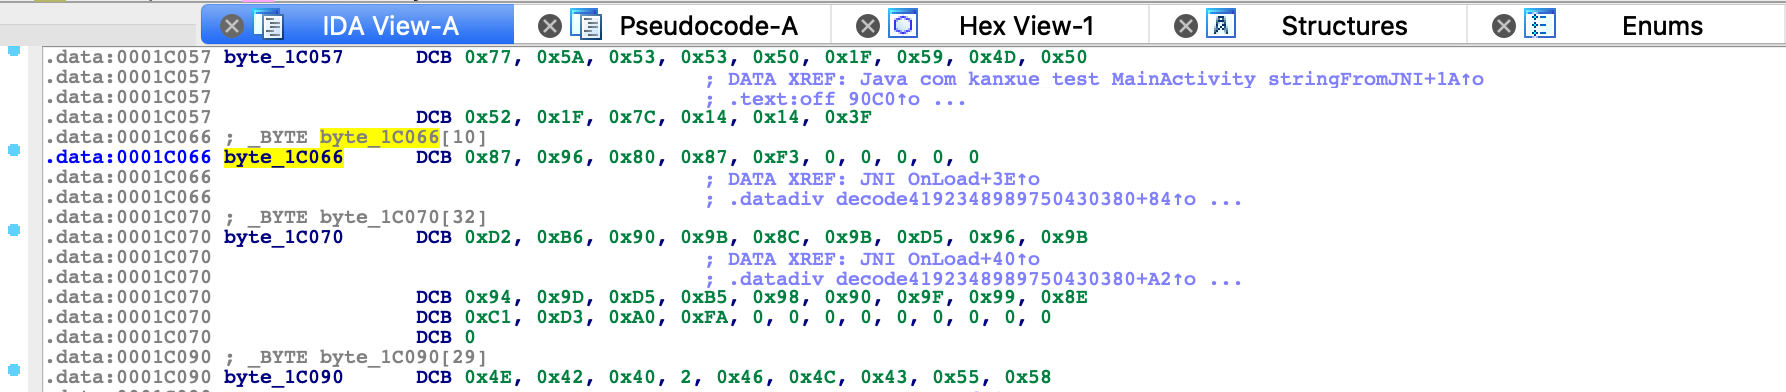 IDA View-A Pseudocode-A Hex View-1 Structures Enums
.data:0001C057 byte_1C057 DCB 0x77, 0x5A, 0x53, 0x53, 0x50, 0x1F, 0x59, 0x4D, 0x50
.data:0001C057 ; DATA XREF: Java com kanxue test MainActivity stringFromJNI+1A↑o
.data:0001C057 ; .text:off 90C0↑o ...
.data:0001C057 DCB 0x52, 0x1F, 0x7C, 0x14, 0x14, 0x3F
.data:0001C066 ; _BYTE byte_1C066[10]
.data:0001C066 byte_1C066 DCB 0x87, 0x96, 0x80, 0x87, 0xF3, 0, 0, 0, 0, 0
.data:0001C066 ; DATA XREF: JNI OnLoad+3E↑o
.data:0001C066 ; .datadiv decode4192348989750430380+84↑o ...
.data:0001C070 ; _BYTE byte_1C070[32]
.data:0001C070 byte_1C070 DCB 0xD2, 0xB6, 0x90, 0x9B, 0x8C, 0x9B, 0xD5, 0x96, 0x9B
.data:0001C070 ; DATA XREF: JNI OnLoad+40↑o
.data:0001C070 ; .datadiv decode4192348989750430380+A2↑o ...
.data:0001C070 DCB 0x94, 0x9D, 0xD5, 0xB5, 0x98, 0x90, 0x9F, 0x99, 0x8E
.data:0001C070 DCB 0xC1, 0xD3, 0xA0, 0xFA, 0, 0, 0, 0, 0, 0, 0, 0
.data:0001C070 DCB 0
.data:0001C090 ; _BYTE byte_1C090[29]
.data:0001C090 byte_1C090 DCB 0x4E, 0x42, 0x40, 2, 0x46, 0x4C, 0x43, 0x55, 0x58